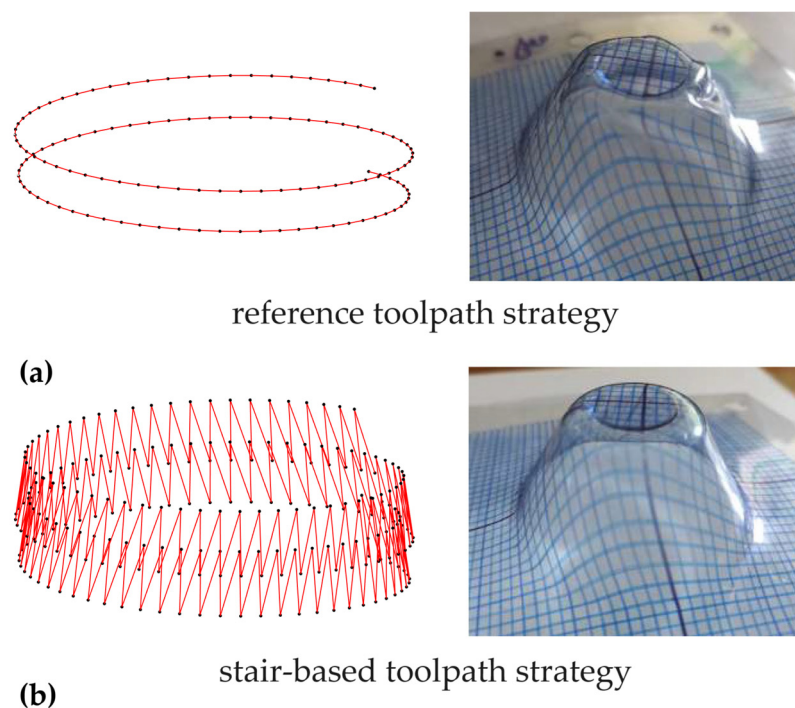 reference toolpath strategy
(a)
stair-based toolpath strategy
(b)